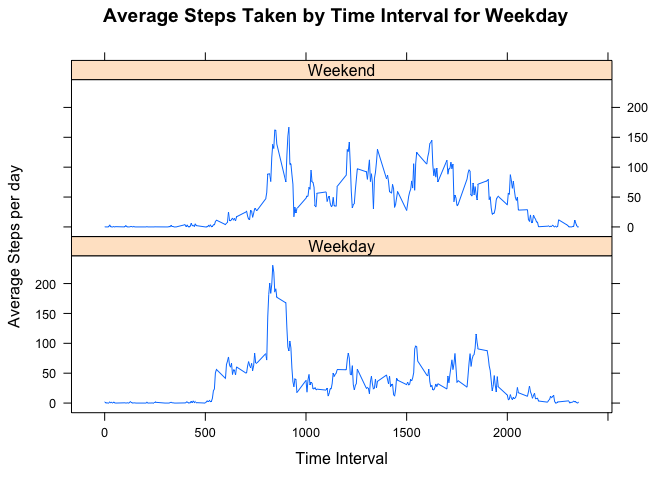 Average Steps Taken by Time Interval for Weekday
Weekend
200
150
100
50
0
Average Steps per day
Weekday
200
150
100
50
0
0 500 1000 1500 2000
Time Interval